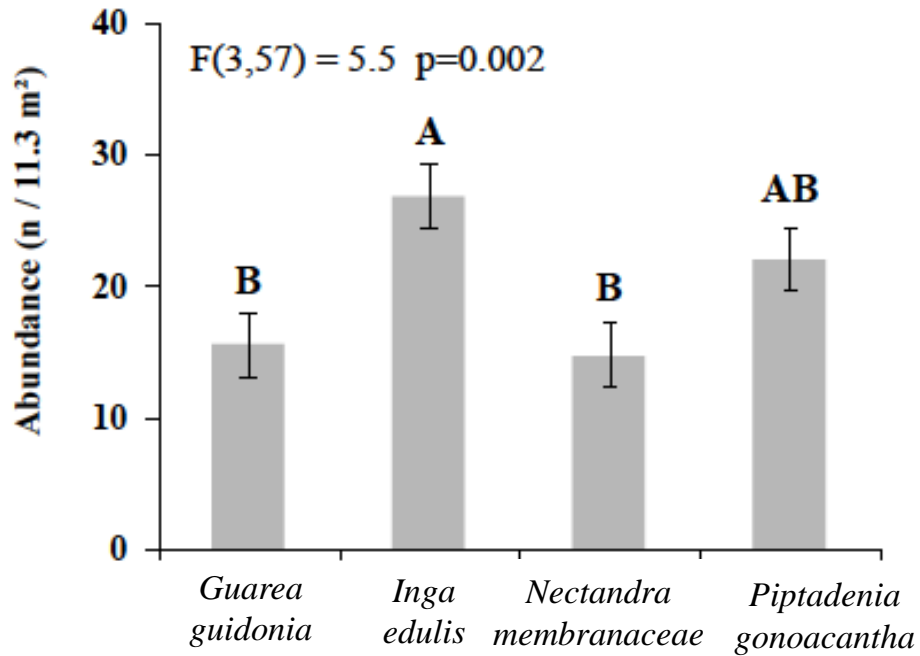 Abundance (n / 11.3 m²)
40
30
20
10
0
F(3,57) = 5.5 p=0.002
B
A
B
AB
Guarea
guidonia
Inga
edulis
Nectandra
membranaceae
Piptadenia
gonoacantha